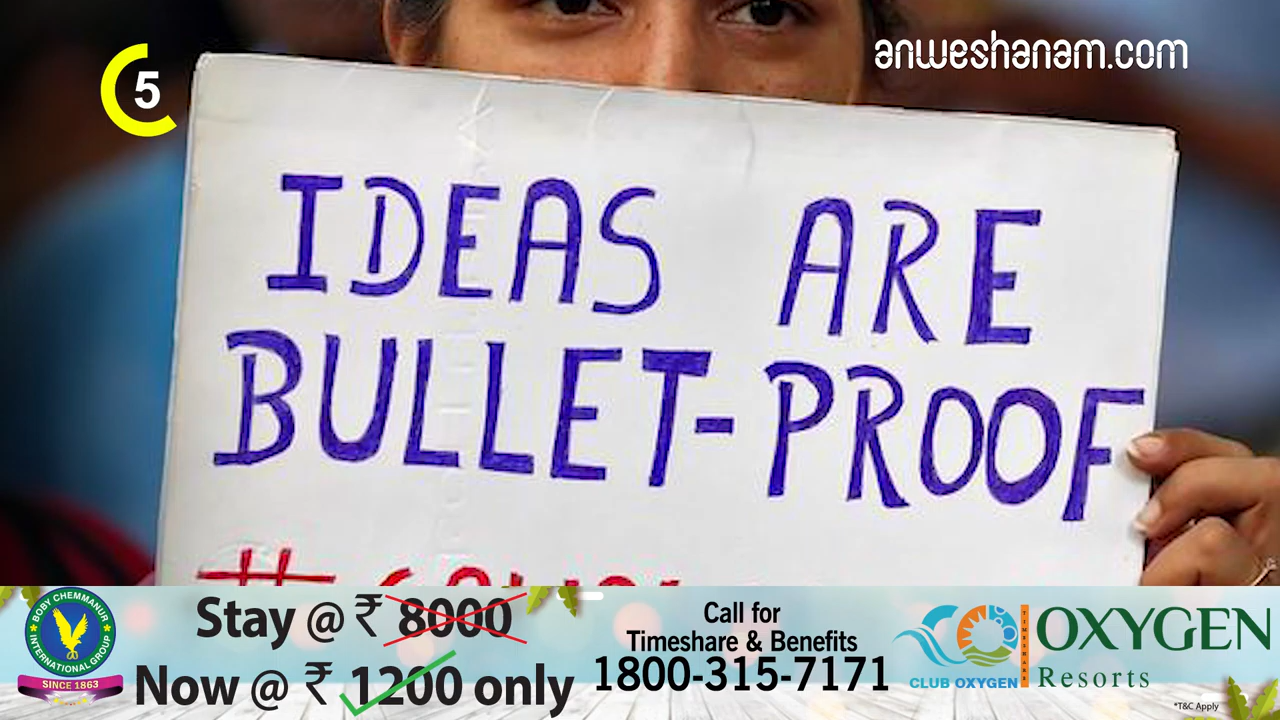 5
anweshanam.com
IDEAS ARE
BULLET-PROOF
BOBY CHEMMANUR
INTERNATIONAL GROUP
SINCE 1863
Stay @ ₹ 8000
Now @ ₹ 1200 only
Call for
Timeshare & Benefits
1800-315-7171
CLUB OXYGEN
TIMESHARE
OXYGEN
Resorts
*T&C Apply